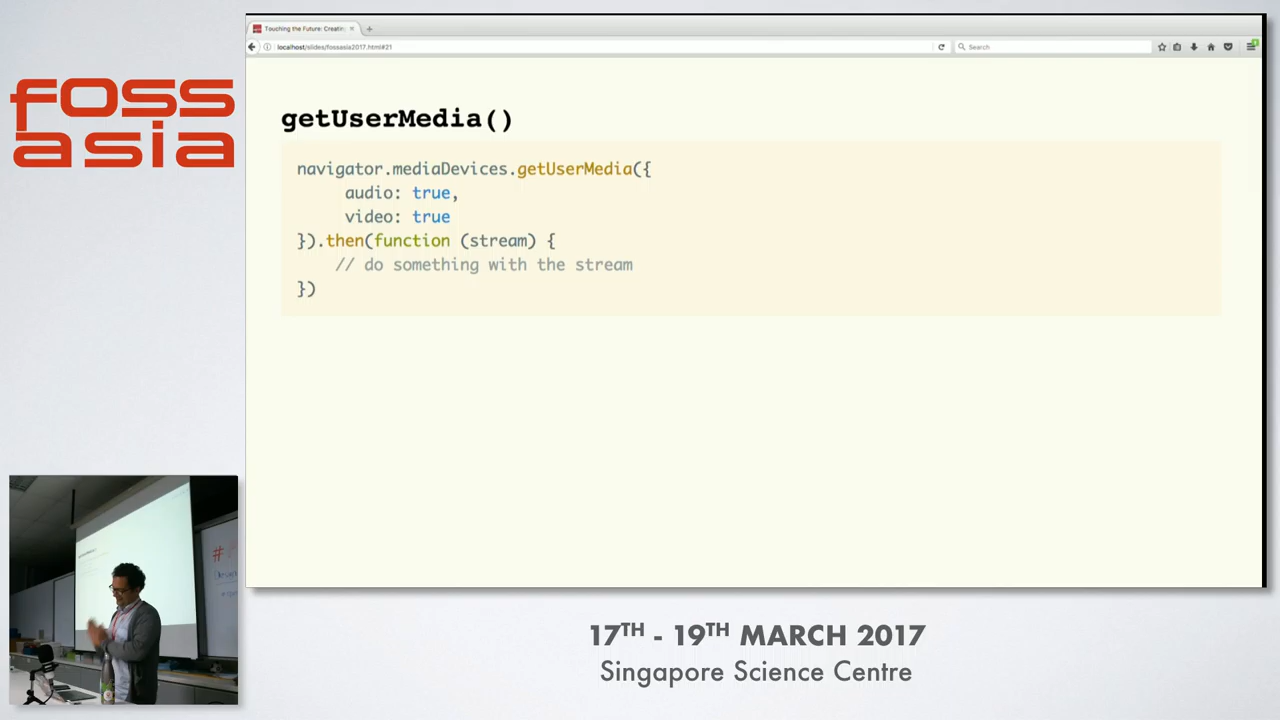 foss
asia
Touching the Future: Creatin
localhost/slides/fossasia2017.html#21
Search
getUserMedia()
navigator.mediaDevices.getUserMedia({
audio: true,
video: true
}).then(function (stream) {
// do something with the stream
})
17TH - 19TH MARCH 2017
Singapore Science Centre